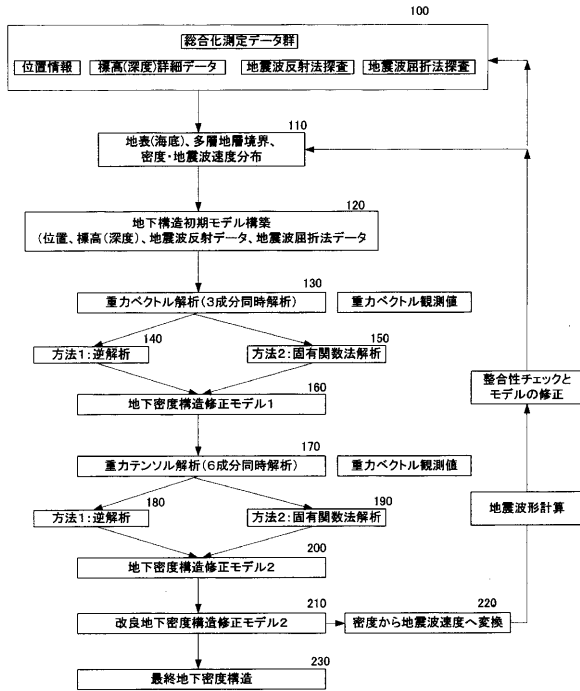 100
総合化測定データ群
位置情報 標高(深度)詳細データ 地震波反射法探査 地震波屈折法探査
110
地表(海底)、多層地層境界、
密度・地震波速度分布
120
地下構造初期モデル構築
(位置、標高(深度)、地震波反射データ、地震波屈折法データ
130
重力ベクトル解析(3成分同時解析) 重力ベクトル観測値
140 150
方法1:逆解析 方法2:固有関数法解析
160
地下密度構造修正モデル1
整合性チェックと
モデルの修正
170
重力テンソル解析(6成分同時解析) 重力ベクトル観測値
180 190
方法1:逆解析 方法2:固有関数法解析
地震波形計算
200
地下密度構造修正モデル2
210 220
改良地下密度構造修正モデル2 密度から地震波速度へ変換
230
最終地下密度構造